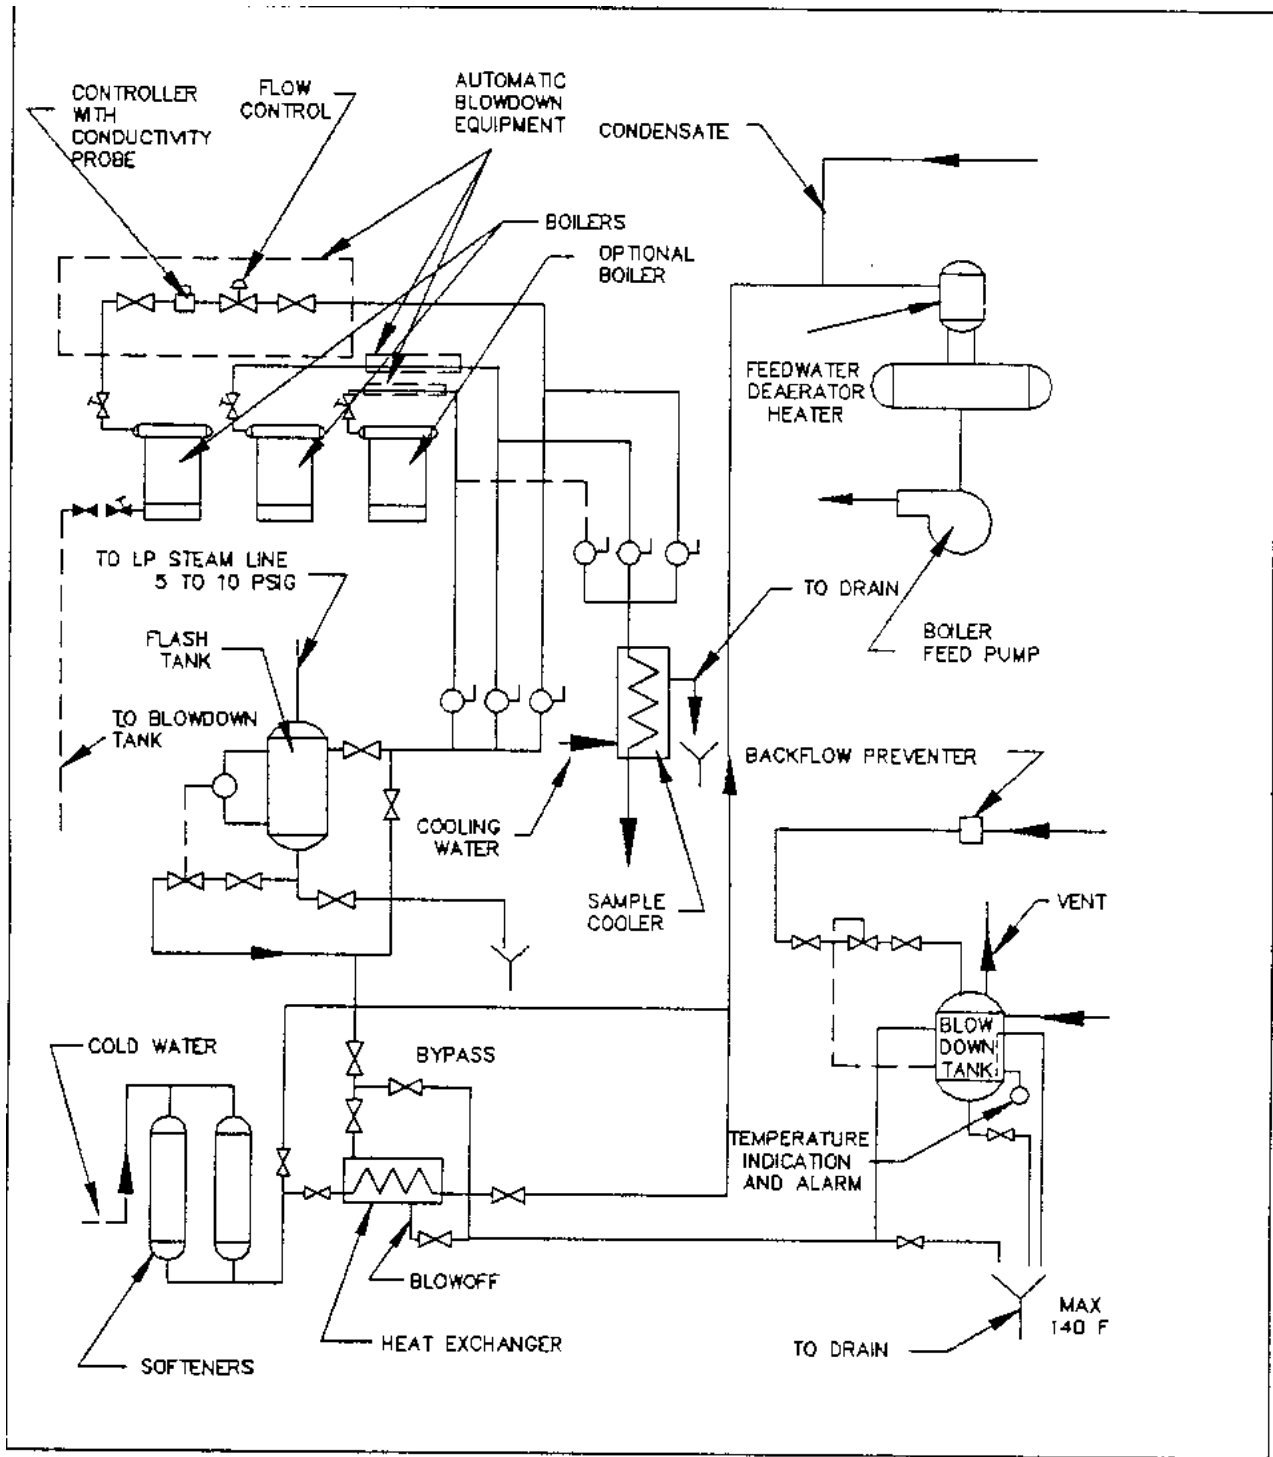 CONTROLLER
WITH
CONDUCTIVITY
PROBE
FLOW
CONTROL
AUTOMATIC
BLOWDOWN
EQUIPMENT
CONDENSATE
BOILERS
OPTIONAL
BOILER
FEEDWATER
DEAERATOR
HEATER
TO LP STEAM LINE
5 TO 10 PSIG
TO DRAIN
BOILER
FEED PUMP
FLASH
TANK
TO BLOWDOWN
TANK
BACKFLOW PREVENTER
COOLING
WATER
SAMPLE
COOLER
VENT
BLOW
DOWN
TANK
COLD WATER
BYPASS
TEMPERATURE
INDICATION
AND ALARM
BLOWOFF
HEAT EXCHANGER
SOFTENERS
TO DRAIN
MAX
140 F